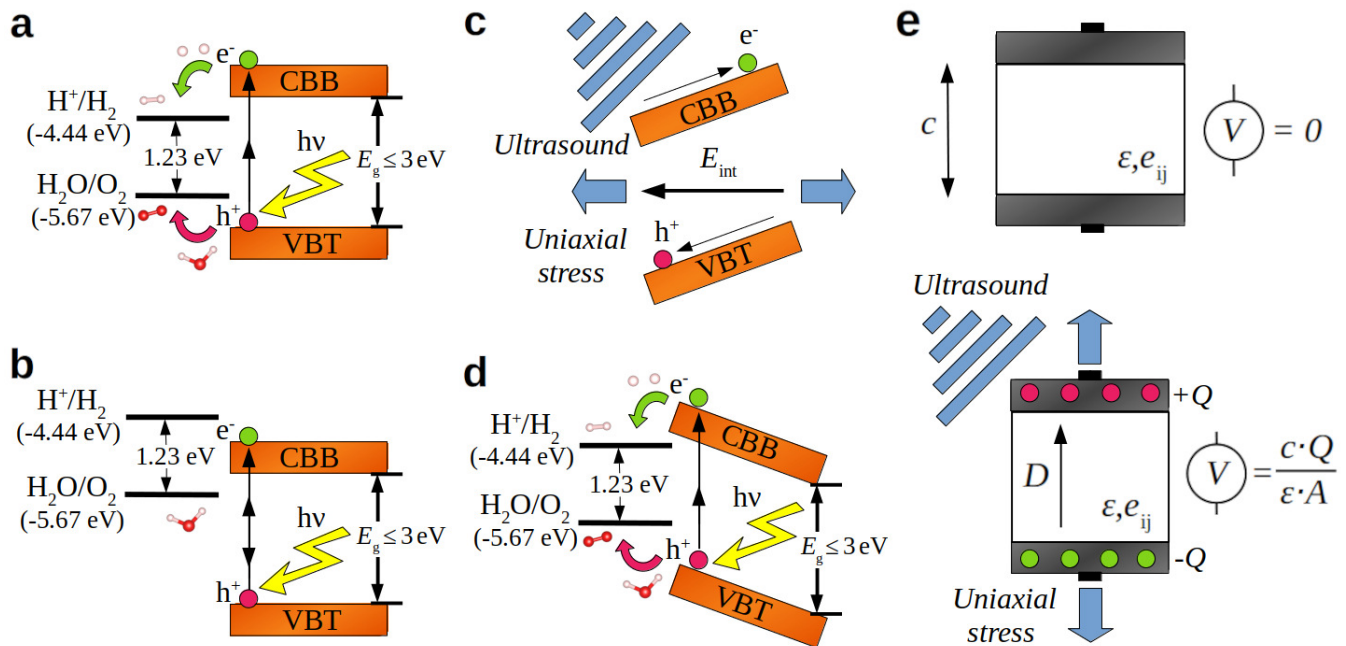 a
e⁻
CBB
H⁺/H₂
(-4.44 eV)
1.23 eV
hν
E_g ≤ 3 eV
H₂O/O₂
(-5.67 eV)
h⁺
VBT
b
H⁺/H₂
(-4.44 eV)
e⁻
CBB
1.23 eV
H₂O/O₂
(-5.67 eV)
hν
E_g ≤ 3 eV
h⁺
VBT
c
e⁻
CBB
Ultrasound
E_int
h⁺
Uniaxial
stress
VBT
d
e⁻
H⁺/H₂
(-4.44 eV)
CBB
1.23 eV
hν
H₂O/O₂
(-5.67 eV)
E_g ≤ 3 eV
h⁺
VBT
e
c
V = 0
ε,e_ij
Ultrasound
+Q
D
V = c·Q
ε·A
ε,e_ij
-Q
Uniaxial
stress